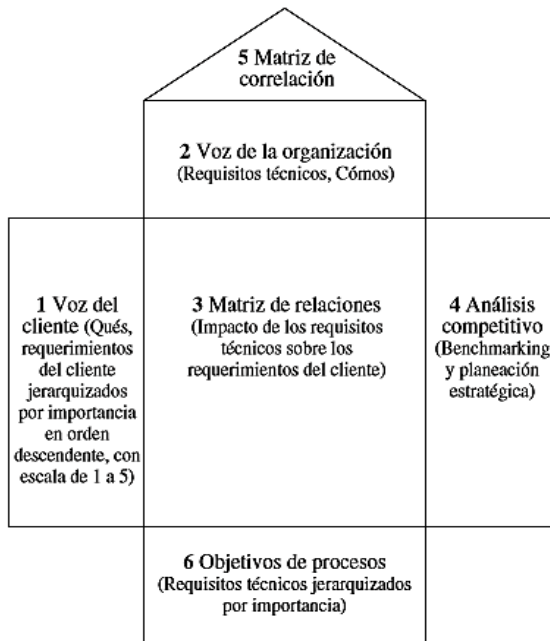 5 Matriz de
correlación
2 Voz de la organización
(Requisitos técnicos, Cómos)
1 Voz del
cliente (Qués,
requerimientos
del cliente
jerarquizados
por importancia
en orden
descendente, con
escala de 1 a 5)
3 Matriz de relaciones
(Impacto de los requisitos
técnicos sobre los
requerimientos del cliente)
4 Análisis
competitivo
(Benchmarking
y planeación
estratégica)
6 Objetivos de procesos
(Requisitos técnicos jerarquizados
por importancia)